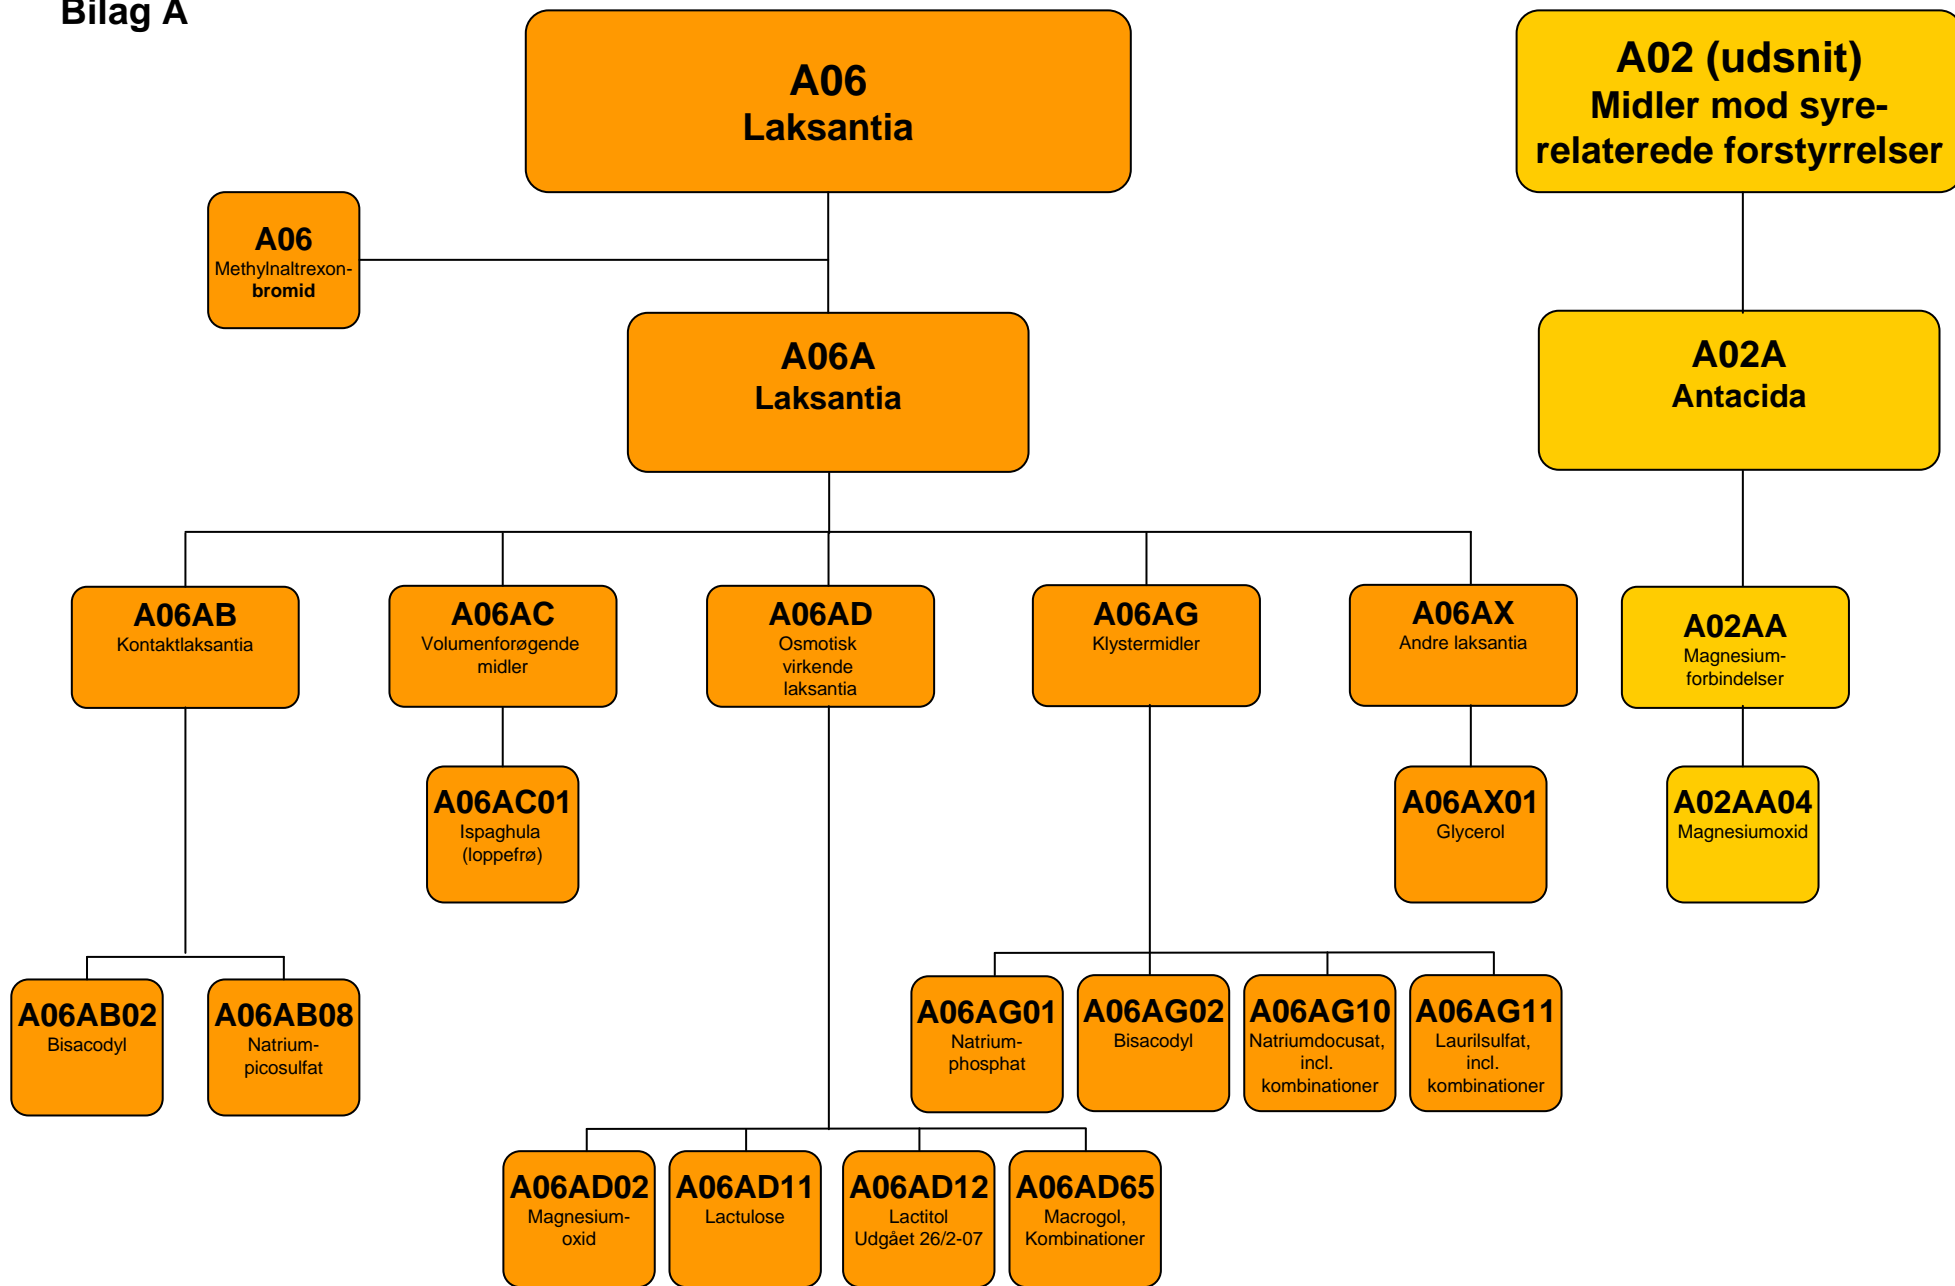 Bilag A
A06
Laksantia
A02 (udsnit)
Midler mod syre-
relaterede forstyrrelser
A06
Methylnaltrexon-
bromid
A06A
Laksantia
A02A
Antacida
A06AB
Kontaktlaksantia
A06AC
Volumenforøgende
midler
A06AD
Osmotisk
virkende
laksantia
A06AG
Klystermidler
A06AX
Andre laksantia
A02AA
Magnesium-
forbindelser
A06AC01
Ispaghula
(loppefrø)
A06AX01
Glycerol
A02AA04
Magnesiumoxid
A06AB02
Bisacodyl
A06AB08
Natrium-
picosulfat
A06AG01
Natrium-
phosphat
A06AG02
Bisacodyl
A06AG10
Natriumdocusat,
incl.
kombinationer
A06AG11
Laurilsulfat,
incl.
kombinationer
A06AD02
Magnesium-
oxid
A06AD11
Lactulose
A06AD12
Lactitol
Udgået 26/2-07
A06AD65
Macrogol,
Kombinationer